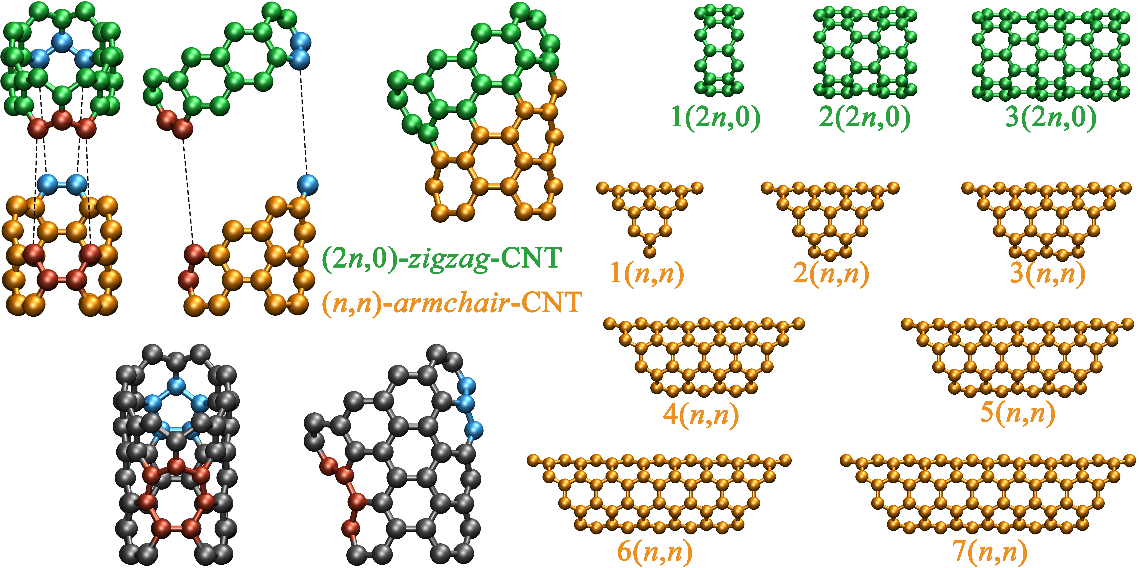 1(2n,0)
2(2n,0)
3(2n,0)
(2n,0)-zigzag-CNT
(n,n)-armchair-CNT
1(n,n)
2(n,n)
3(n,n)
4(n,n)
5(n,n)
6(n,n)
7(n,n)